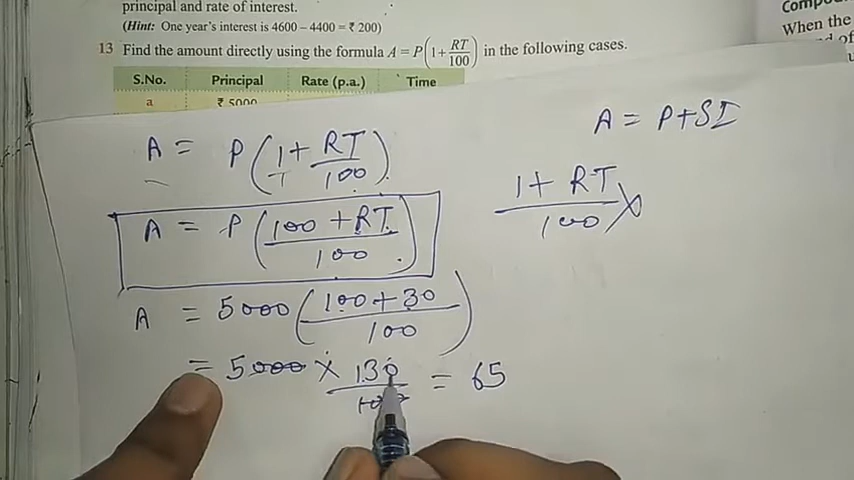 principal and rate of interest.
(Hint: One year's interest is 4600 – 4400 = ₹ 200)
13 Find the amount directly using the formula A = P(1 + RT/100) in the following cases.
S.No. Principal Rate (p.a.) Time
a ₹ 5000
When the
of
A = P + SI
A = P(1 + RT/100)
1 + RT/100 ×
A = P(100 + RT/100)
A = 5000(100 + 30/100)
= 5000 × 130/100 = 65